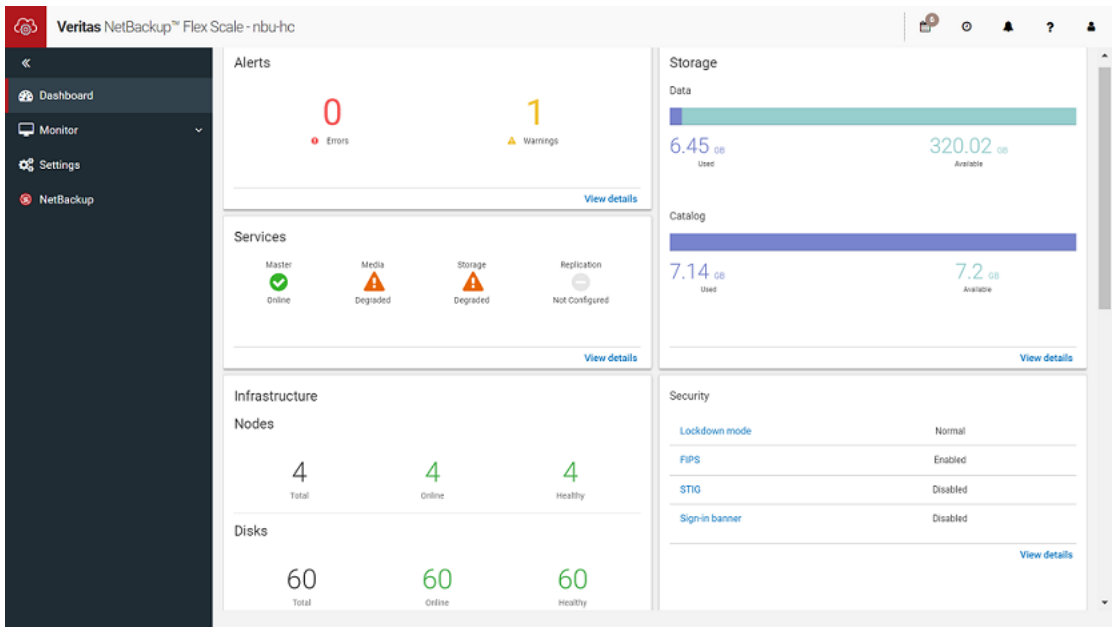 Veritas NetBackup™ Flex Scale - nbu-hc
6
?
Dashboard
Monitor
Settings
NetBackup
Alerts
0
Errors
1
Warnings
View details
Services
Master
Online
Media
Degraded
Storage
Degraded
Replication
Not Configured
View details
Infrastructure
Nodes
4
Total
4
Online
4
Healthy
Disks
60
Total
60
Online
60
Healthy
Storage
Data
6.45 GB
Used
320.02 GB
Available
Catalog
7.14 GB
Used
7.2 GB
Available
View details
Security
Lockdown mode Normal
FIPS Enabled
STIG Disabled
Sign-in banner Disabled
View details